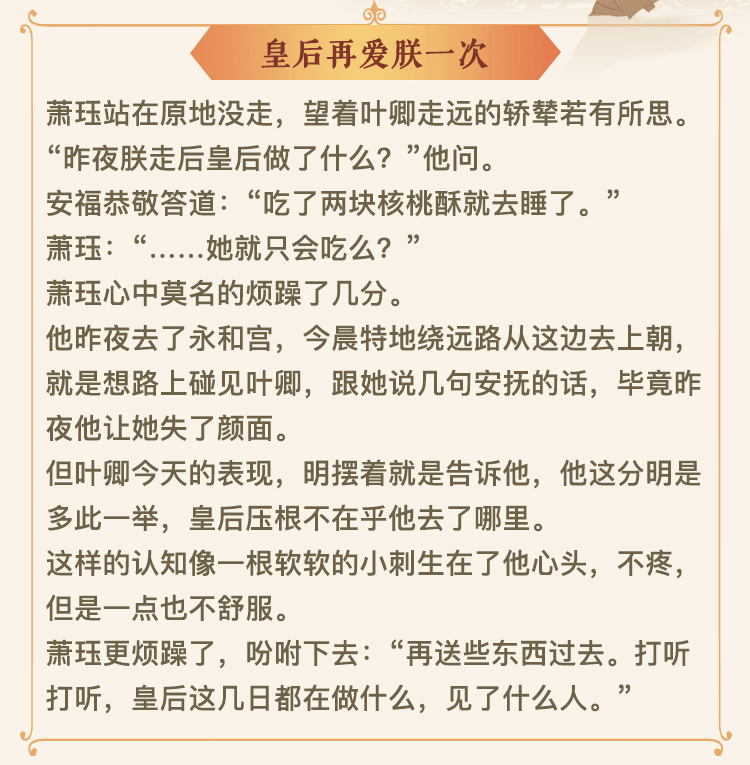 皇后再爱朕一次
萧珏站在原地没走，望着叶卿走远的轿辇若有所思。
“昨夜朕走后皇后做了什么？”他问。
安福恭敬答道：“吃了两块核桃酥就去睡了。”
萧珏：“……她就只会吃么？”
萧珏心中莫名的烦躁了几分。
他昨夜去了永和宫，今晨特地绕远路从这边去上朝，
就是想路上碰见叶卿，跟她说几句安抚的话，毕竟昨
夜他让她失了颜面。
但叶卿今天的表现，明摆着就是告诉他，他这分明是
多此一举，皇后压根不在乎他去了哪里。
这样的认知像一根软软的小刺生在了他心头，不疼，
但是一点也不舒服。
萧珏更烦躁了，吩咐下去：“再送些东西过去。打听
打听，皇后这几日都在做什么，见了什么人。”